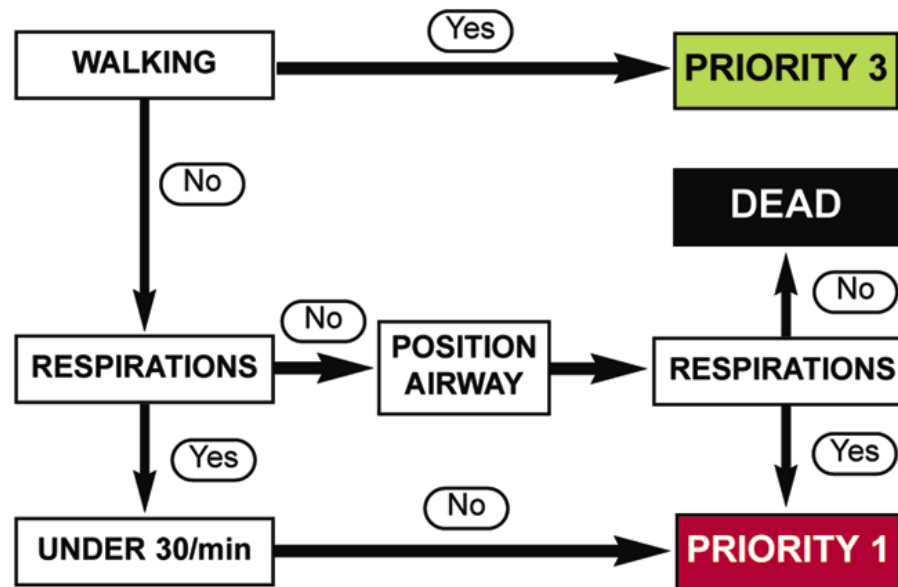 WALKING
Yes
PRIORITY 3
No
DEAD
No
RESPIRATIONS
No
POSITION
AIRWAY
RESPIRATIONS
Yes
Yes
UNDER 30/min
No
PRIORITY 1